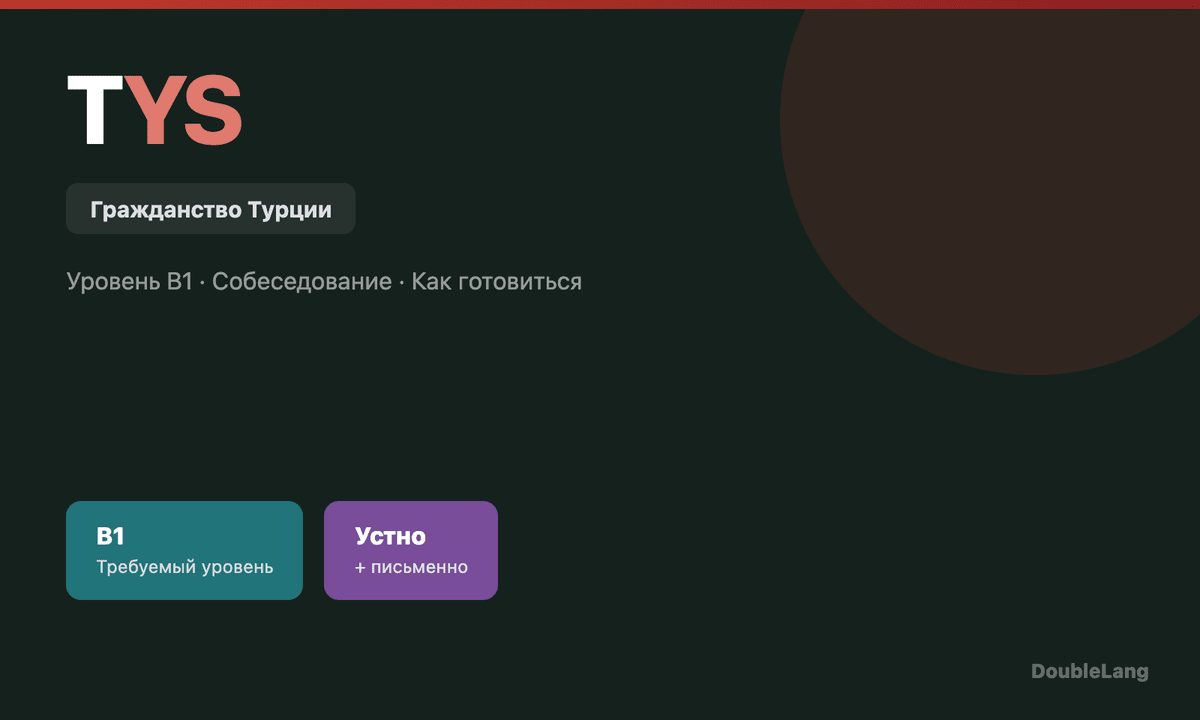 TYS
Гражданство Турции
Уровень B1 · Собеседование · Как готовиться
B1
Требуемый уровень
Устно
+ письменно
DoubleLang